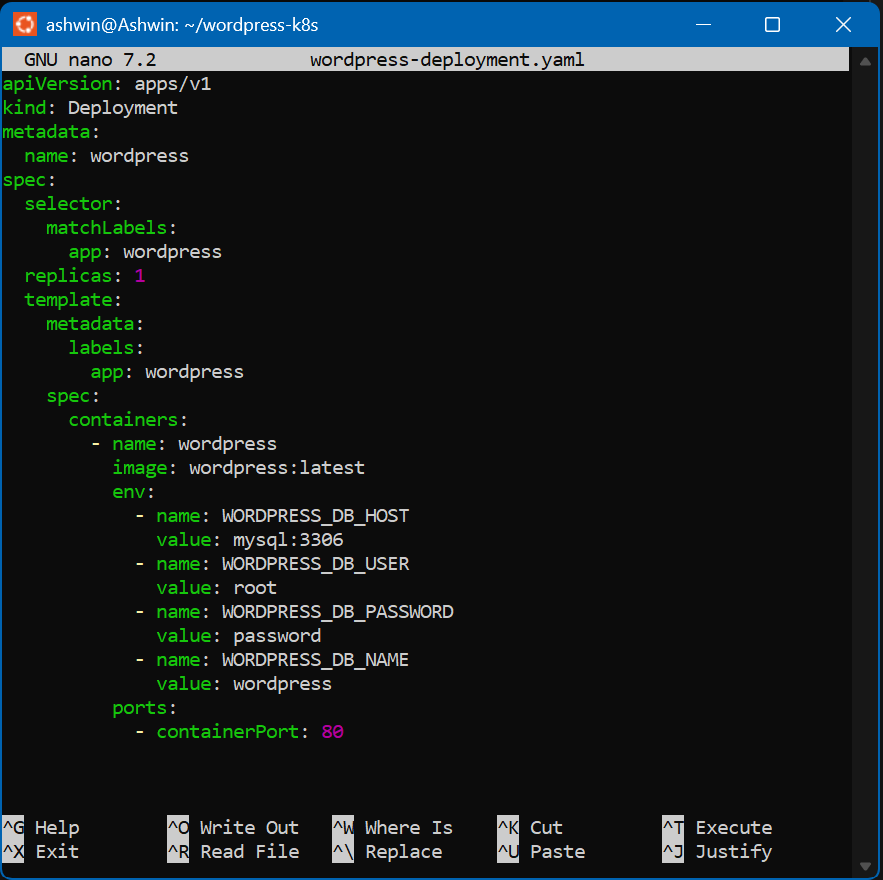 ashwin@Ashwin: ~/wordpress-k8s
GNU nano 7.2 wordpress-deployment.yaml
apiVersion: apps/v1
kind: Deployment
metadata:
  name: wordpress
spec:
  selector:
    matchLabels:
      app: wordpress
  replicas: 1
  template:
    metadata:
      labels:
        app: wordpress
    spec:
      containers:
        - name: wordpress
          image: wordpress:latest
          env:
            - name: WORDPRESS_DB_HOST
              value: mysql:3306
            - name: WORDPRESS_DB_USER
              value: root
            - name: WORDPRESS_DB_PASSWORD
              value: password
            - name: WORDPRESS_DB_NAME
              value: wordpress
          ports:
            - containerPort: 80
^G Help ^O Write Out ^W Where Is ^K Cut ^T Execute
^X Exit ^R Read File ^\ Replace ^U Paste ^J Justify